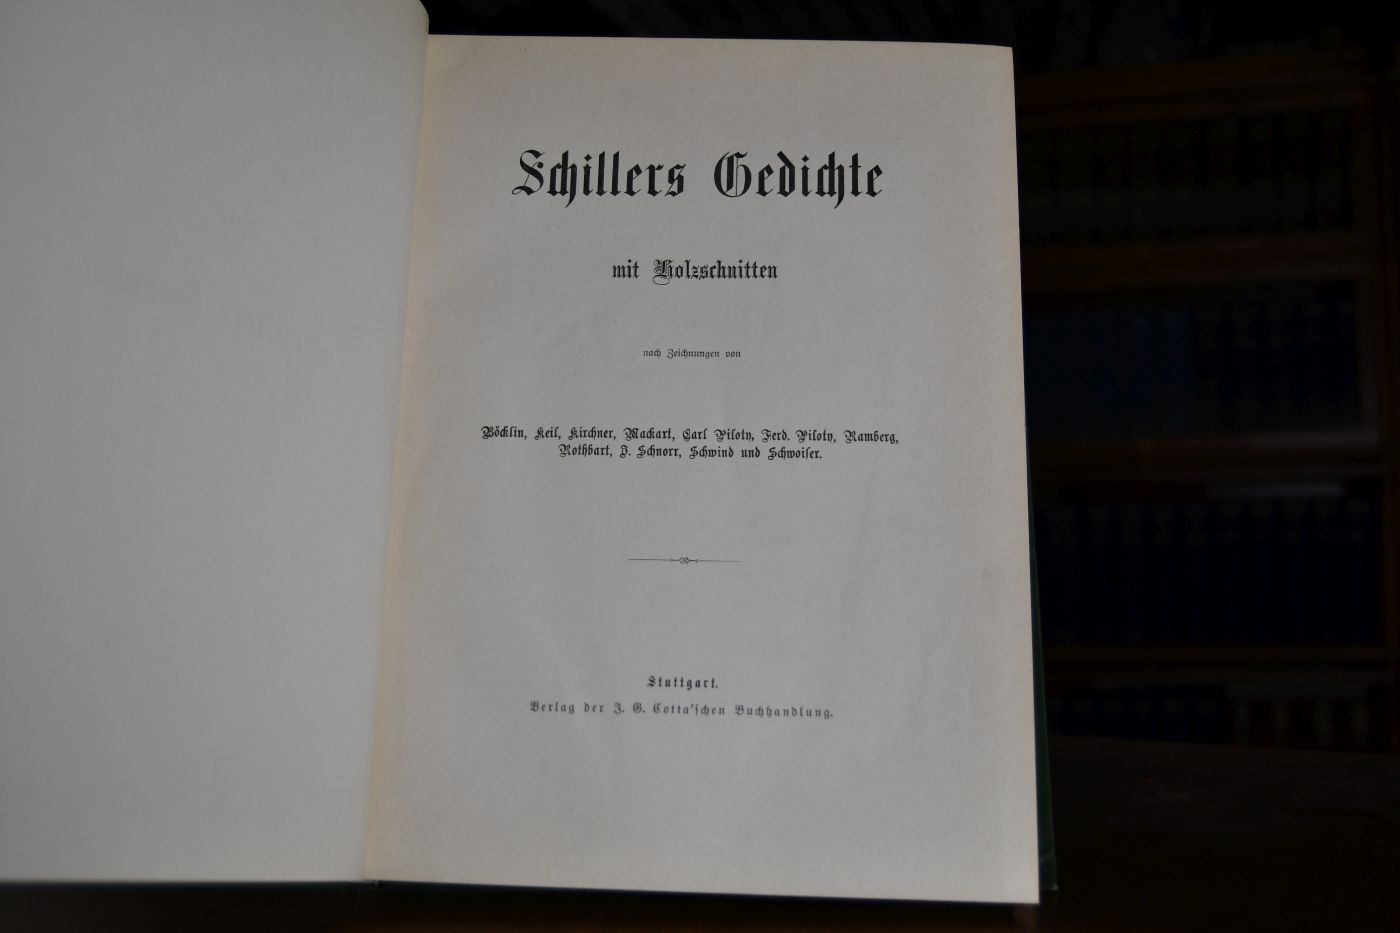 Schillers Gedichte
mit Holzschnitten
nach Zeichnungen von
Böcklin, Keil, Kirchner, Mackart, Carl Piloty, Ferd. Piloty, Ramberg,
Rothbart, J. Schnorr, Schwind und Schwoiser.
Stuttgart.
Verlag der J. G. Cotta'schen Buchhandlung.